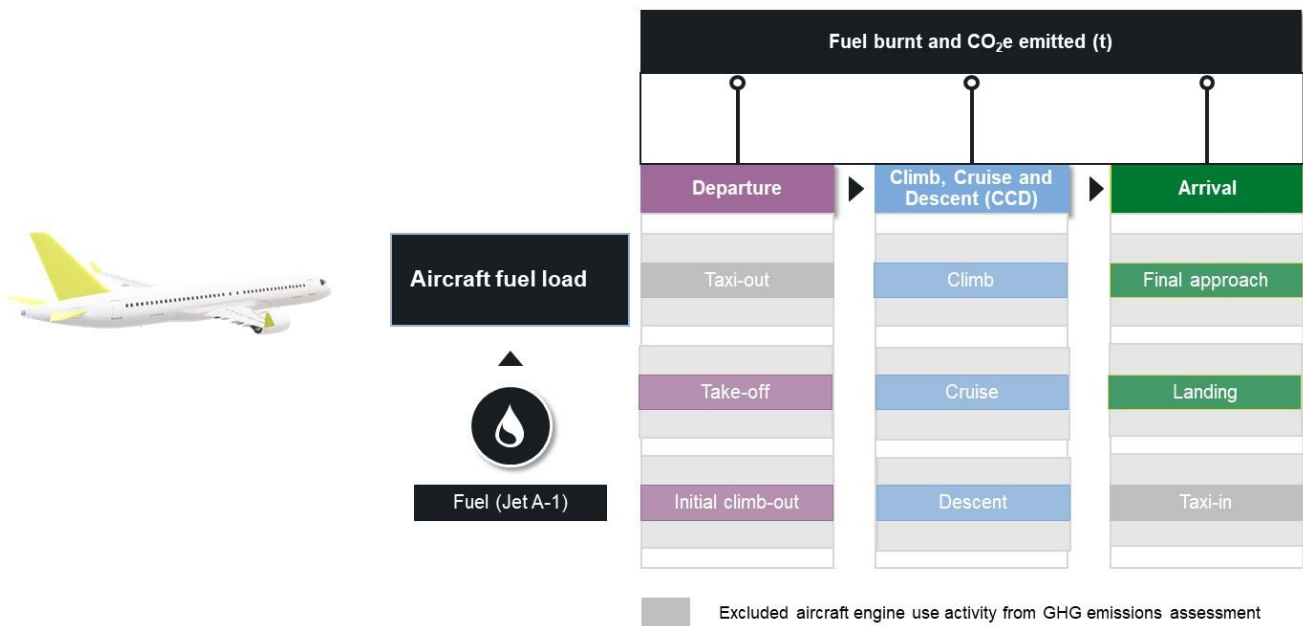 Fuel burnt and CO₂e emitted (t)
Departure
Climb, Cruise and
Descent (CCD)
Arrival
Aircraft fuel load
Taxi-out
Climb
Final approach
Take-off
Cruise
Landing
Fuel (Jet A-1)
Initial climb-out
Descent
Taxi-in
Excluded aircraft engine use activity from GHG emissions assessment